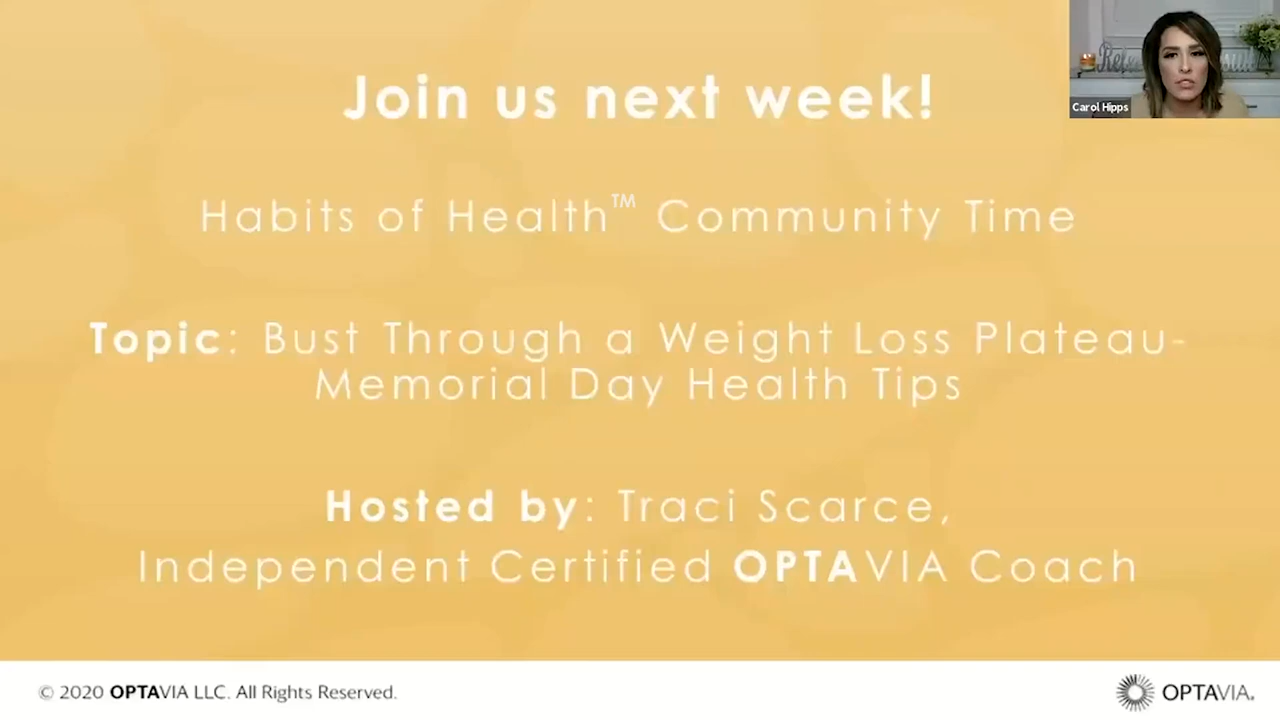 Join us next week!
Habits of Health™ Community Time
Topic: Bust Through a Weight Loss Plateau-
Memorial Day Health Tips
Hosted by: Traci Scarce,
Independent Certified OPTAVIA Coach
Carol Hipps
© 2020 OPTAVIA LLC. All Rights Reserved.
OPTAVIA.